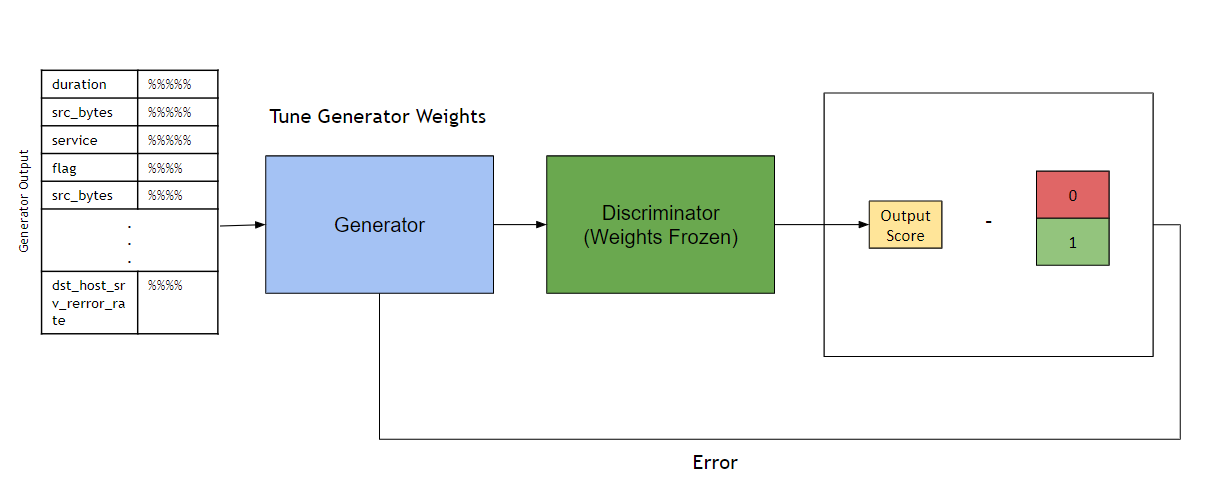 Generator Output
duration %%%%%
src_bytes %%%%%
service %%%%%
flag %%%%
src_bytes %%%%
.
.
.
dst_host_sr %%%%
v_rerror_ra
te
Tune Generator Weights
Generator
Discriminator
(Weights Frozen)
Output
Score
-
0
1
Error